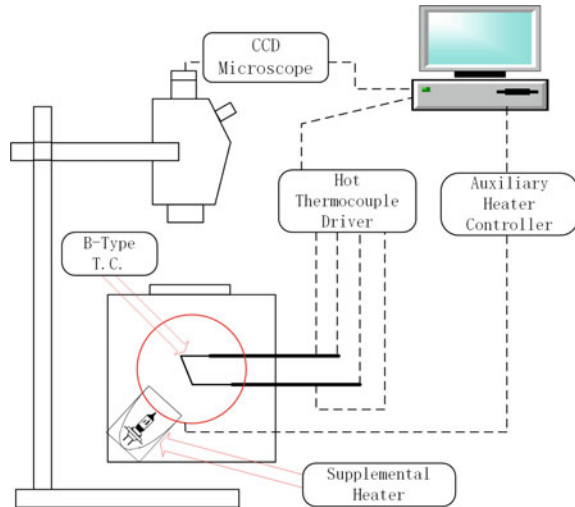 CCD
Microscope
Hot
Thermocouple
Driver
Auxiliary
Heater
Controller
B-Type
T.C.
Supplemental
Heater